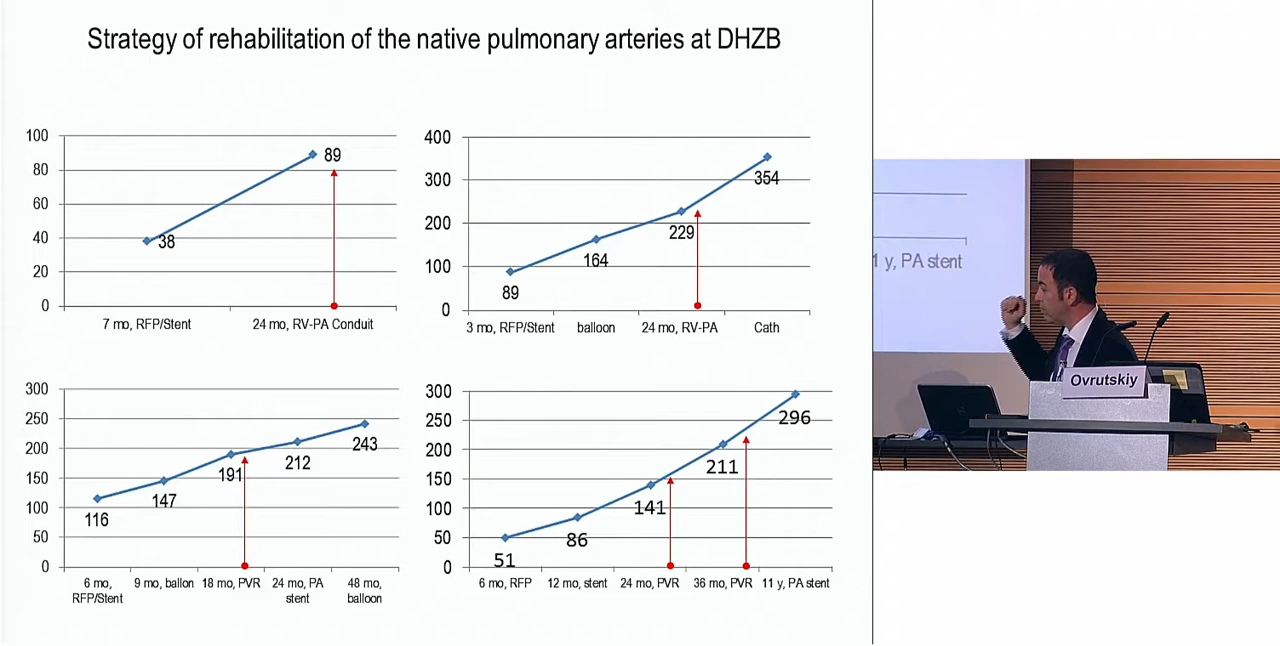 Strategy of rehabilitation of the native pulmonary arteries at DHZB
100
80
60
40
20
0
89
38
7 mo, RFP/Stent
24 mo, RV-PA Conduit
400
300
200
100
0
89
164
229
354
3 mo, RFP/Stent
balloon
24 mo, RV-PA
Cath
300
250
200
150
100
50
0
116
147
191
212
243
6 mo,
RFP/Stent
9 mo, ballon
18 mo, PVR
24 mo, PA
stent
48 mo,
balloon
300
250
200
150
100
50
0
51
86
141
211
296
6 mo, RFP
12 mo, stent
24 mo, PVR
36 mo, PVR
11 y, PA stent
1 y, PA stent
Ovrutskiy